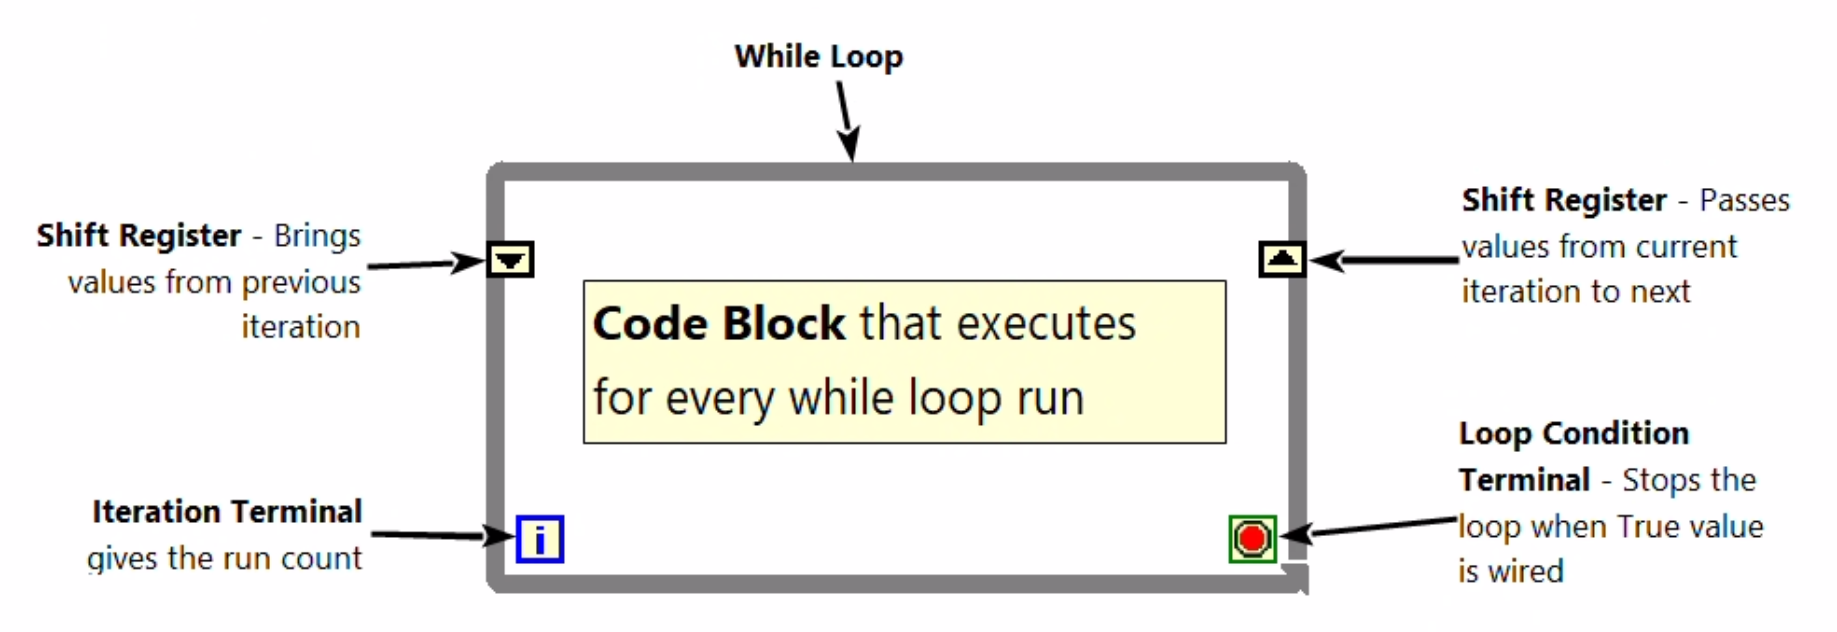 While Loop
Shift Register - Brings
values from previous
iteration
Shift Register - Passes
values from current
iteration to next
Code Block that executes
for every while loop run
Iteration Terminal
gives the run count
i
Loop Condition
Terminal - Stops the
loop when True value
is wired